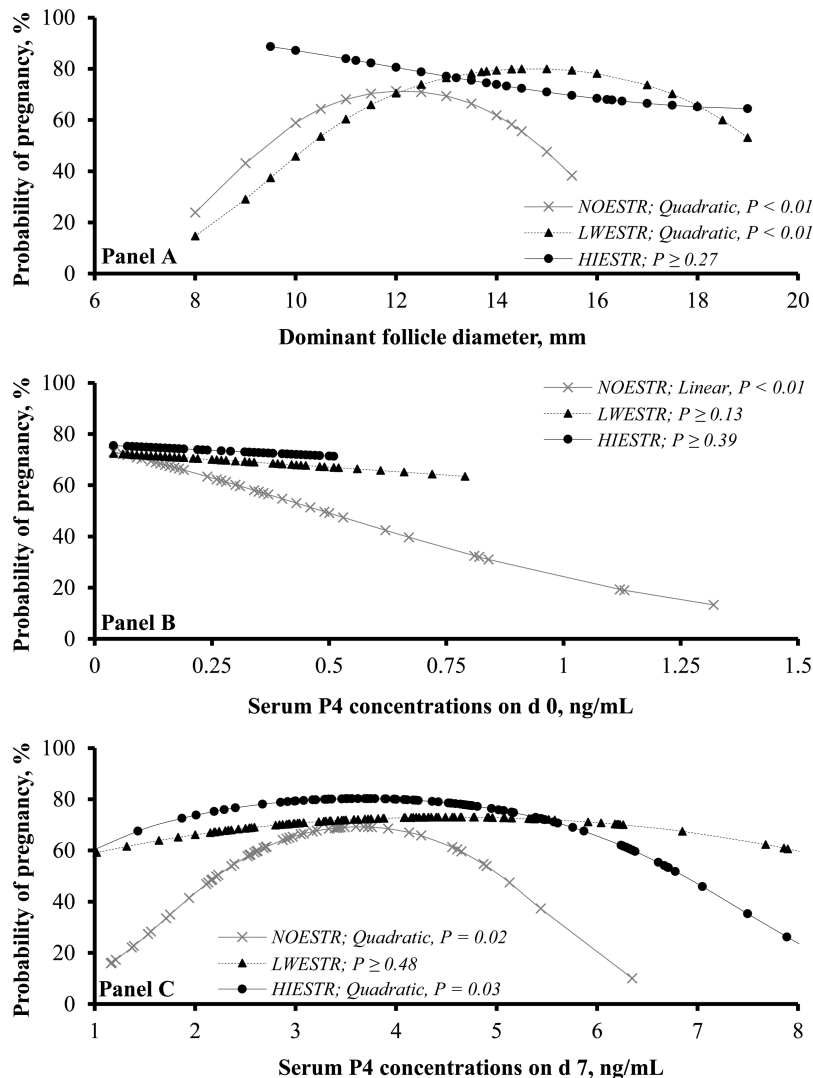 100
80
60
40
20
0
Probability of pregnancy, %
NOESTR; Quadratic, P < 0.01
LWESTR; Quadratic, P < 0.01
HIESTR; P ≥ 0.27
Panel A
6 8 10 12 14 16 18 20
Dominant follicle diameter, mm
100
80
60
40
20
0
Probability of pregnancy, %
NOESTR; Linear, P < 0.01
LWESTR; P ≥ 0.13
HIESTR; P ≥ 0.39
Panel B
0 0.25 0.5 0.75 1 1.25 1.5
Serum P4 concentrations on d 0, ng/mL
100
80
60
40
20
0
Probability of pregnancy, %
NOESTR; Quadratic, P = 0.02
LWESTR; P ≥ 0.48
HIESTR; Quadratic, P = 0.03
Panel C
1 2 3 4 5 6 7 8
Serum P4 concentrations on d 7, ng/mL